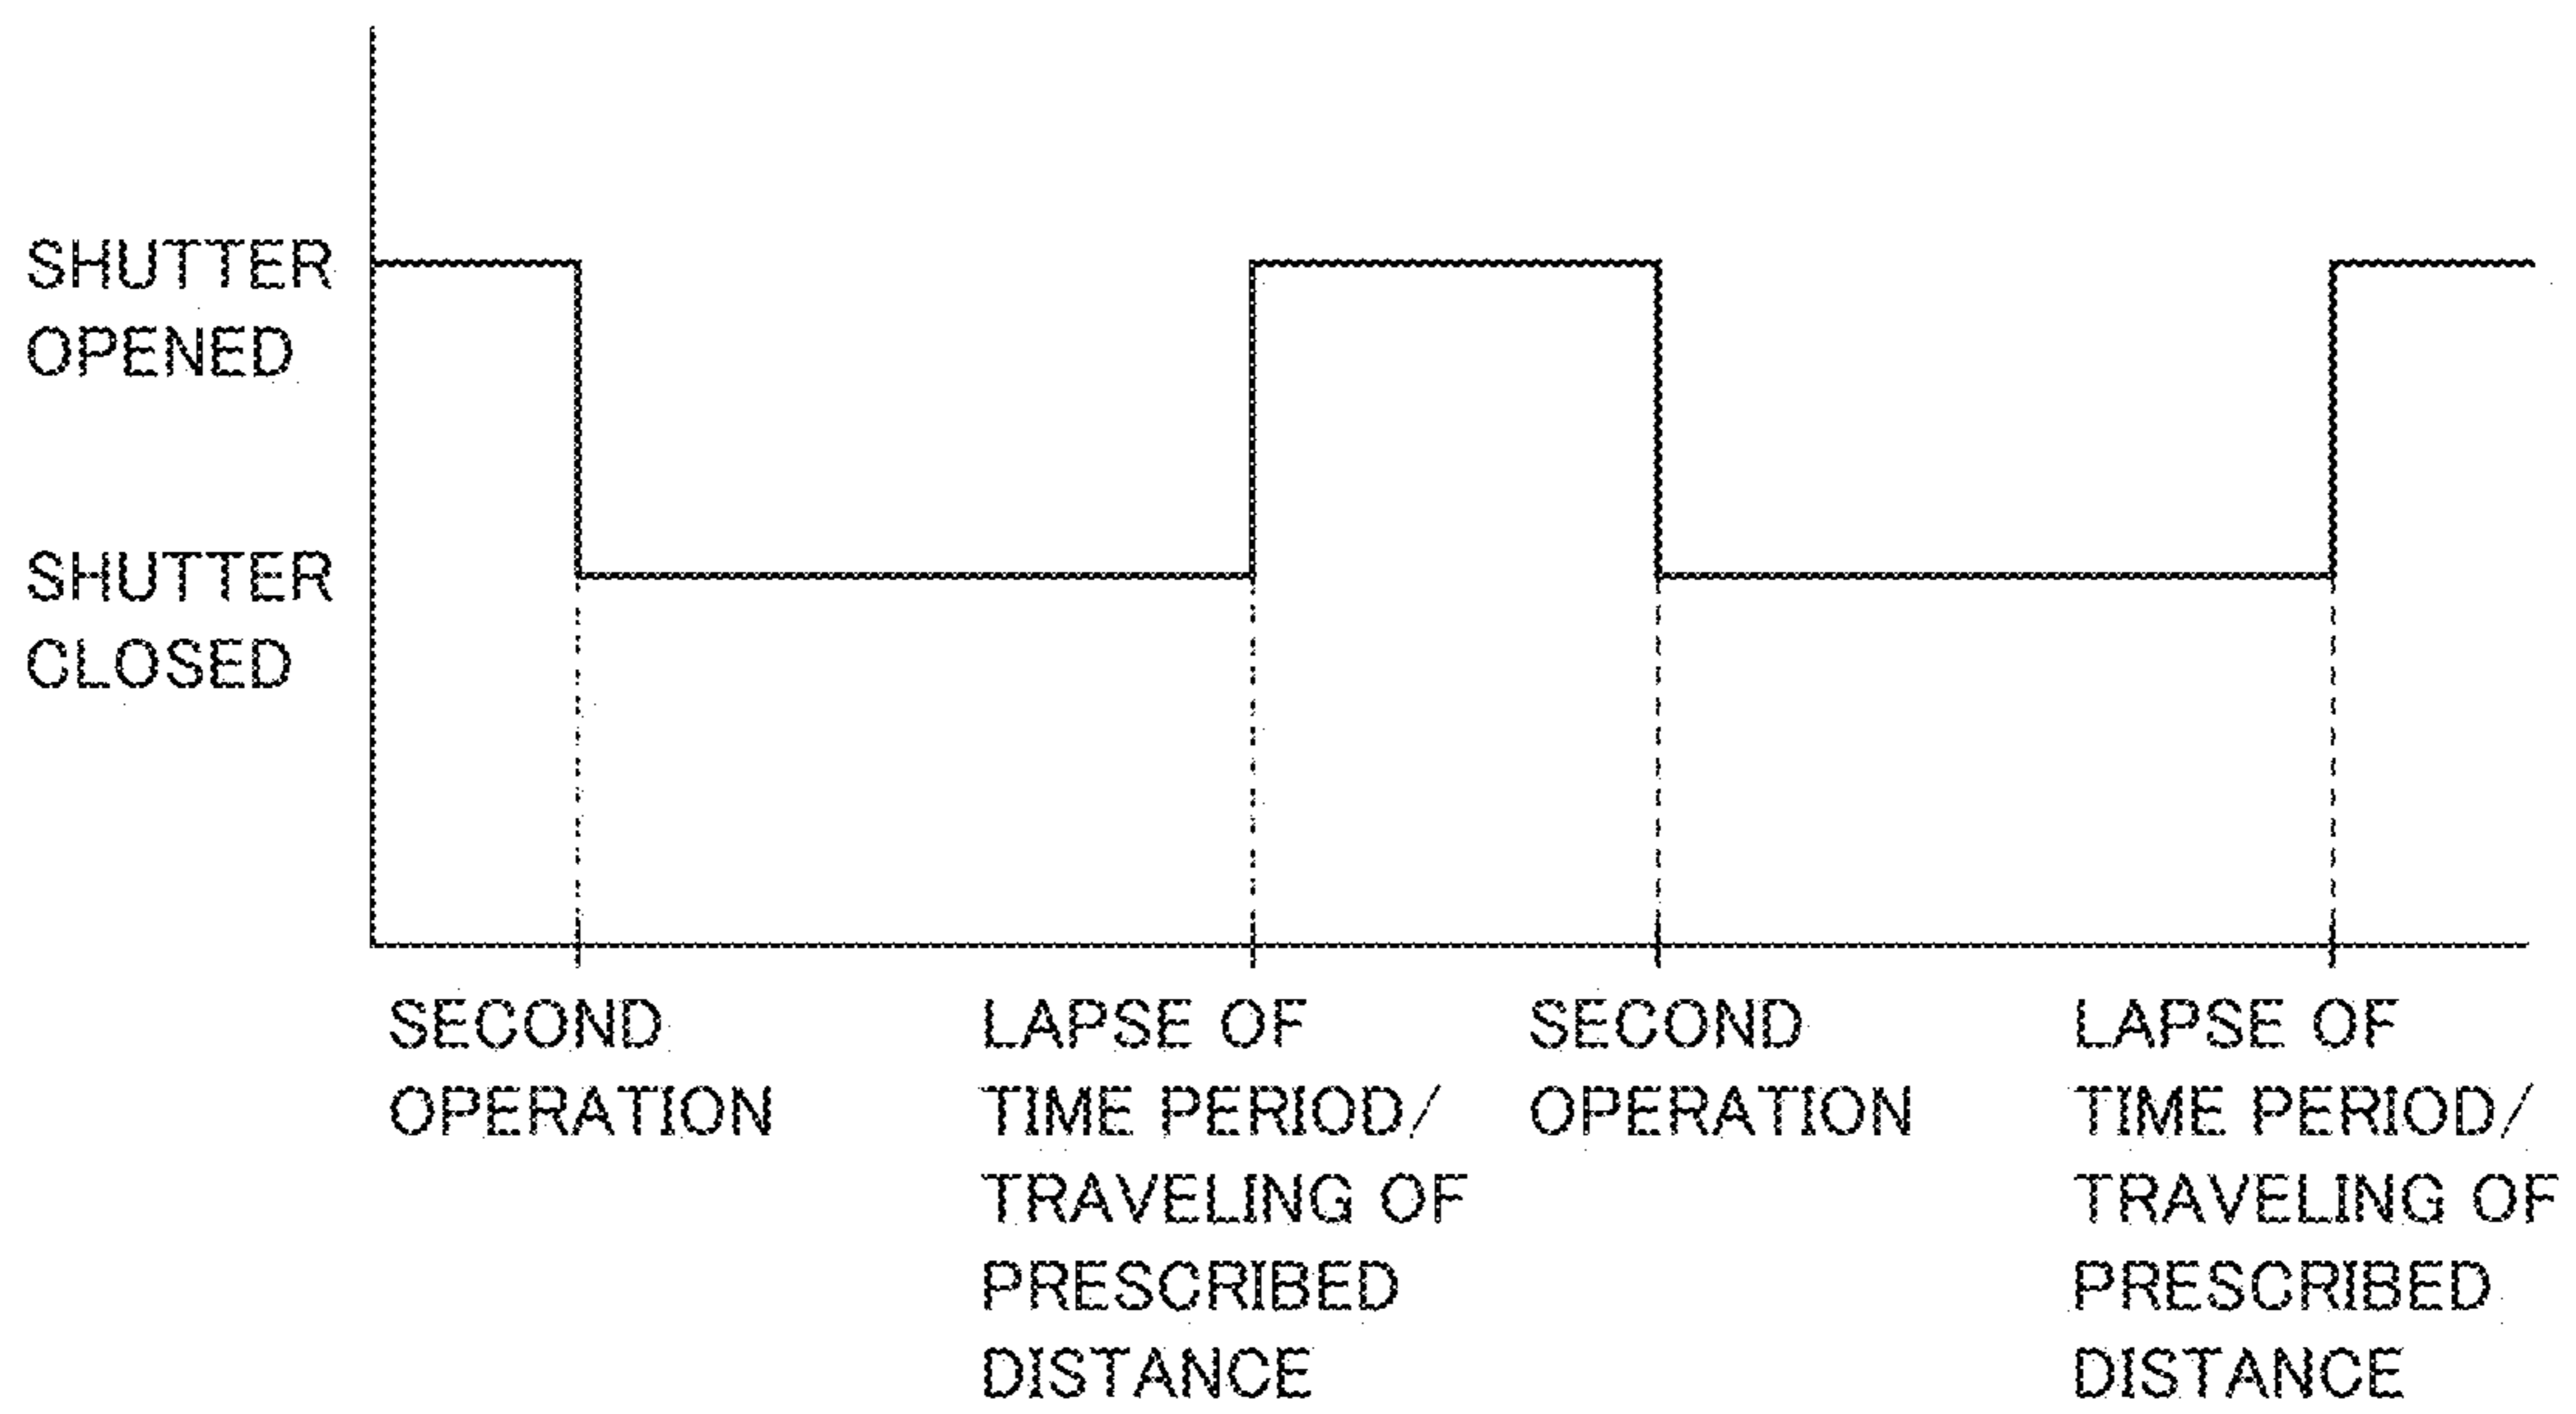 SHUTTER
OPENED
SHUTTER
CLOSED
SECOND
OPERATION
LAPSE OF
TIME PERIOD/
TRAVELING OF
PRESCRIBED
DISTANCE
SECOND
OPERATION
LAPSE OF
TIME PERIOD/
TRAVELING OF
PRESCRIBED
DISTANCE